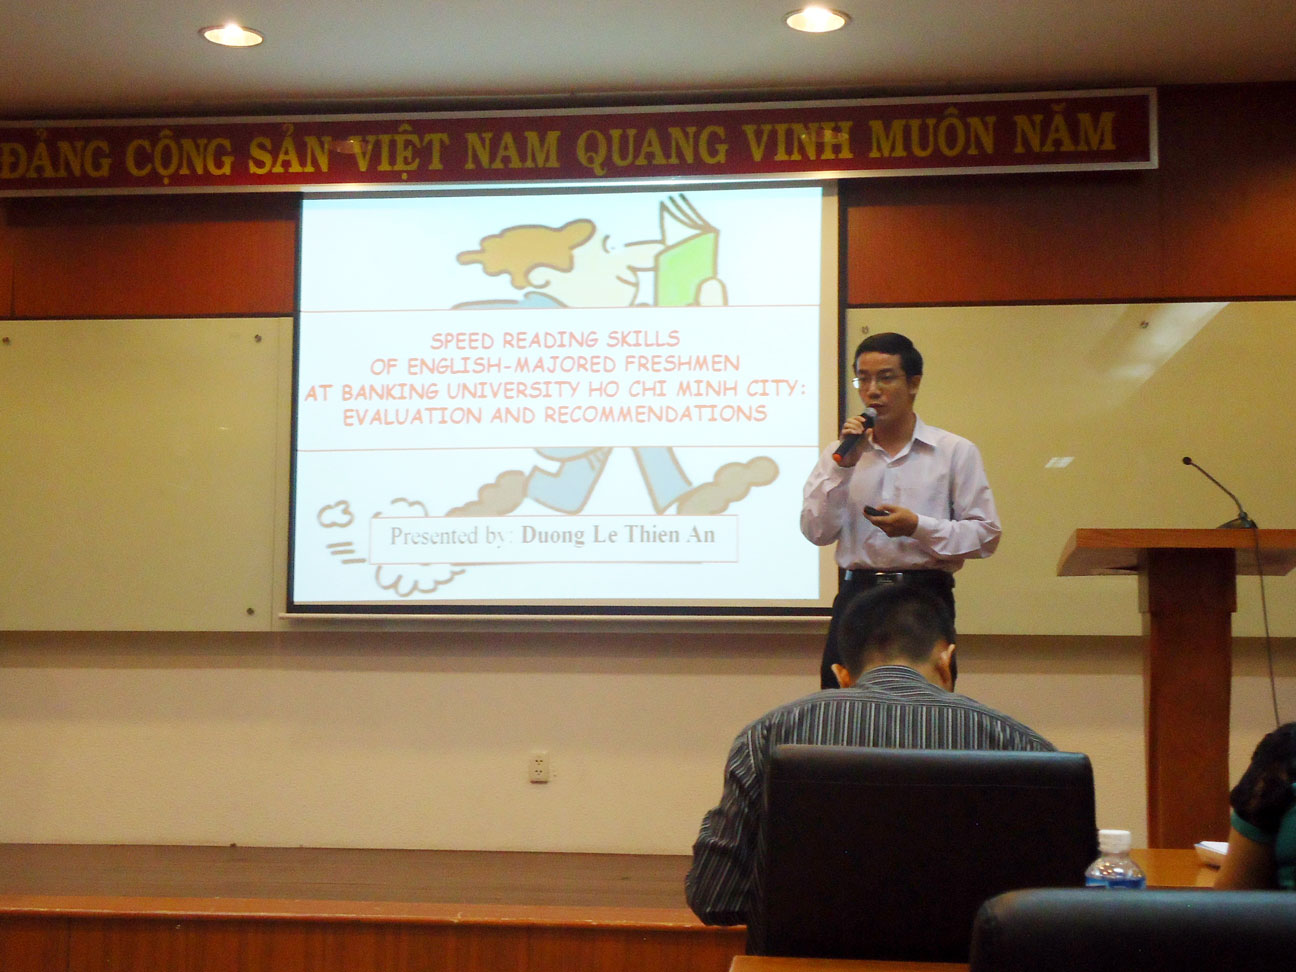 ĐẢNG CỘNG SẢN VIỆT NAM QUANG VINH MUÔN NĂM
SPEED READING SKILLS
OF ENGLISH-MAJORED FRESHMEN
AT BANKING UNIVERSITY HO CHI MINH CITY:
EVALUATION AND RECOMMENDATIONS
Presented by: Duong Le Thien An